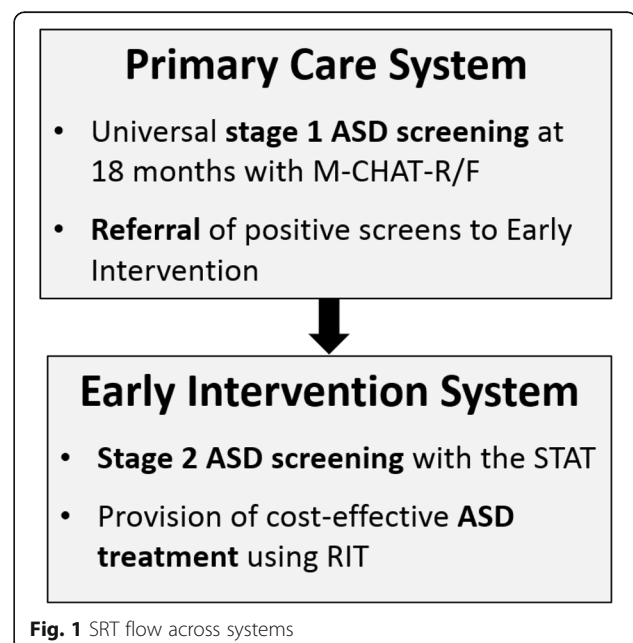 Primary Care System
• Universal stage 1 ASD screening at
18 months with M-CHAT-R/F
• Referral of positive screens to Early
Intervention
Early Intervention System
• Stage 2 ASD screening with the STAT
• Provision of cost-effective ASD
treatment using RIT
Fig. 1 SRT flow across systems